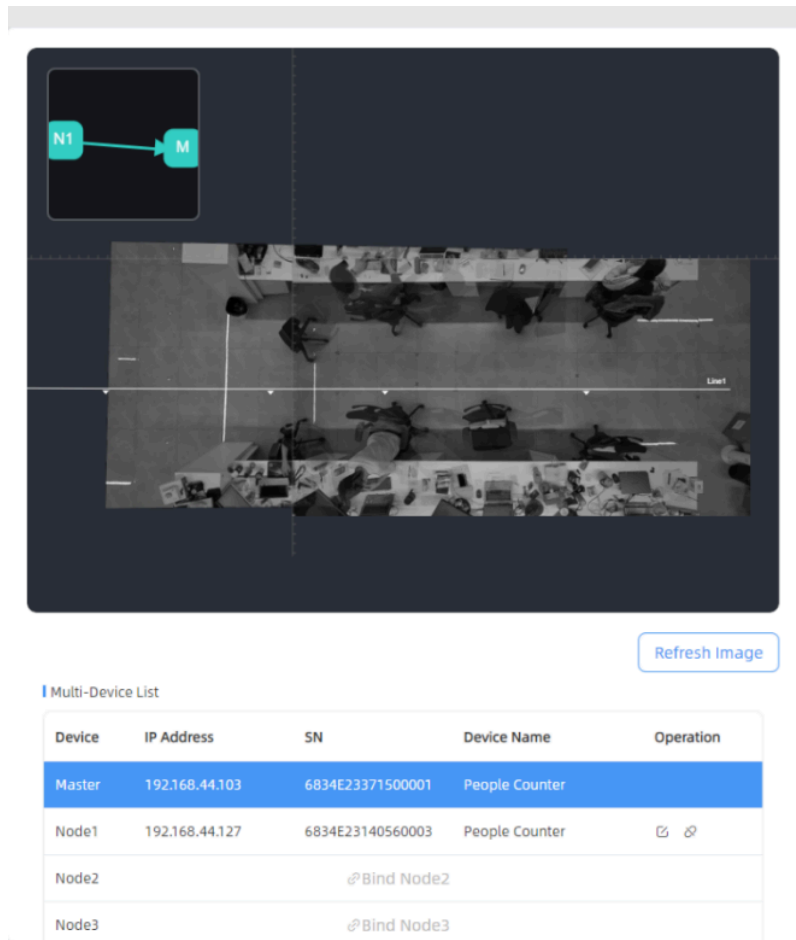 N1
M
Line1
Refresh Image
Multi-Device List
Device IP Address SN Device Name Operation
Master 192.168.44.103 6834E23371500001 People Counter
Node1 192.168.44.127 6834E23140560003 People Counter
Node2 Bind Node2
Node3 Bind Node3